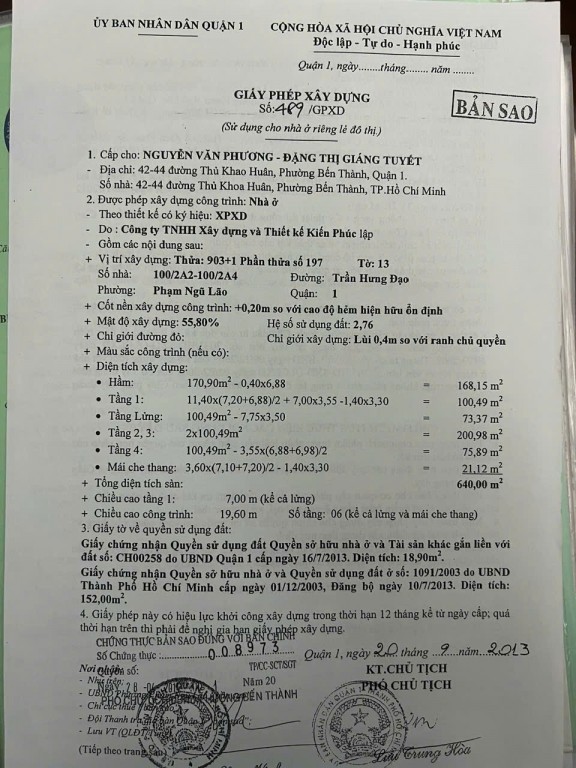 ỦY BAN NHÂN DÂN QUẬN 1
CỘNG HÒA XÃ HỘI CHỦ NGHĨA VIỆT NAM
Độc lập - Tự do - Hạnh phúc
Quận 1, ngày........tháng........ năm ........
GIẤY PHÉP XÂY DỰNG
Số:489/GPXD
BẢN SAO
(Sử dụng cho nhà ở riêng lẻ đô thị.)
1. Cấp cho: NGUYỄN VĂN PHƯƠNG - ĐẶNG THỊ GIÁNG TUYẾT
- Địa chỉ: 42-44 đường Thủ Khao Huân, Phường Bến Thành, Quận 1.
Số nhà: 42-44 đường Thủ Khoa Huân, Phường Bến Thành, TP.Hồ Chí Minh
2. Được phép xây dựng công trình: Nhà ở
- Theo thiết kế có ký hiệu: XPXD
- Do : Công ty TNHH Xây dựng và Thiết kế Kiến Phúc lập
- Gồm các nội dung sau:
+ Vị trí xây dựng: Thửa: 903+1 Phần thửa số 197 Tờ: 13
Số nhà: 100/2A2-100/2A4 Đường: Trần Hưng Đạo
Phường: Phạm Ngũ Lão Quận: 1
+ Cốt nền xây dựng công trình: +0,20m so với cao độ hẻm hiện hữu ổn định
+ Mật độ xây dựng: 55,80% Hệ số sử dụng đất: 2,76
+ Chỉ giới đường đỏ: Chỉ giới xây dựng: Lùi 0,4m so với ranh chủ quyền
+ Màu sắc công trình (nếu có):
+ Diện tích xây dựng:
• Hầm: 170,90m² - 0,40x6,88 = 168,15 m²
• Tầng 1: 11,40x(7,20+6,88)/2 + 7,00x3,55 -1,40x3,30 = 100,49 m²
• Tầng Lửng: 100,49m² - 7,75x3,50 = 73,37 m²
• Tầng 2, 3: 2x100,49m² = 200,98 m²
• Tầng 4: 100,49m² - 3,55x(6,88+6,98)/2 = 75,89 m²
• Mái che thang: 3,60x(7,10+7,20)/2 - 1,40x3,30 = 21,12 m²
+ Tổng diện tích sàn: 640,00 m²
+ Chiều cao tầng 1: 7,00 m (kể cả lửng)
+ Chiều cao công trình: 19,60 m Số tầng: 06 (kể cả lửng và mái che thang)
3. Giấy tờ về quyền sử dụng đất:
Giấy chứng nhận Quyền sử dụng đất Quyền sở hữu nhà ở và Tài sản khác gắn liền với
đất số: CH00258 do UBND Quận 1 cấp ngày 16/7/2013. Diện tích: 18,90m².
Giấy chứng nhận Quyền sở hữu nhà ở và Quyền sử dụng đất ở số: 1091/2003 do UBND
Thành Phố Hồ Chí Minh cấp ngày 01/12/2003, Đăng bộ ngày 10/7/2013. Diện tích:
152,00m².
4. Giấy phép này có hiệu lực khởi công xây dựng trong thời hạn 12 tháng kể từ ngày cấp; quá
thời hạn trên thì phải đề nghị gia hạn giấy phép xây dựng.
CHỨNG THỰC BẢN SAO ĐÚNG VỚI BẢN CHÍNH
Số Chứng thực : 008973
TP/CC-SCT/SGT
Quận 1, ngày 20 tháng 9 năm 2013
Nơi nhận:
Quyển số:
Năm 20
KT.CHỦ TỊCH
PHÓ CHỦ TỊCH
BẾN THÀNH
- Chi cục thuế
- Đội Thanh tra
- Lưu VT
(Tiếp theo trang sau)
Lưu Trung Hòa